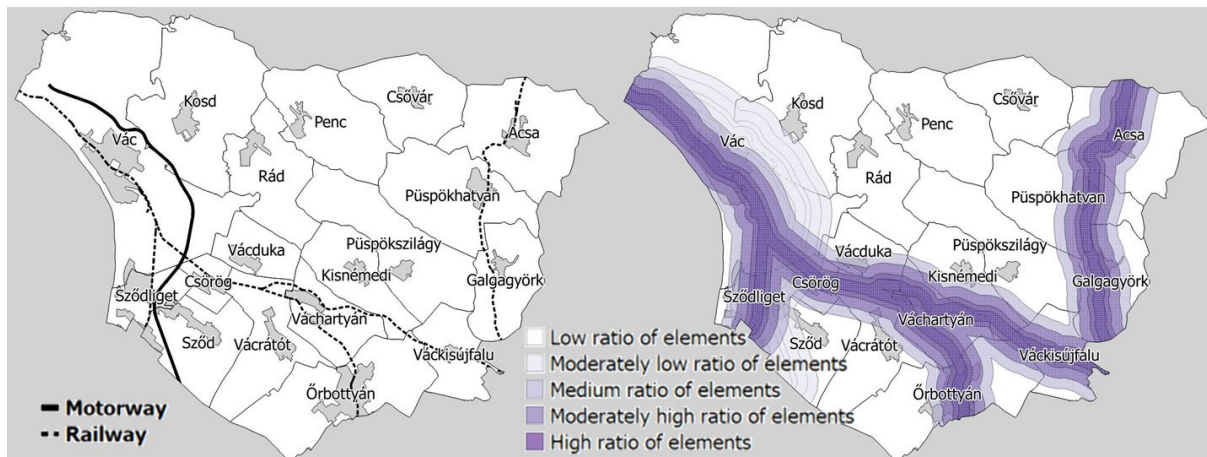 Kosd
Csővár
Penc
Vác
Acsa
Rád
Püspökhatvan
Vácduka
Püspökszilágy
Csörög
Kisnémedi
Galgagyörk
Sződliget
Váchartyán
Sződ
Vácrátót
Váckisújfalu
Őrbottyán
Motorway
Railway
Kosd
Csővár
Penc
Vác
Acsa
Rád
Püspökhatvan
Vácduka
Püspökszilágy
Csörög
Kisnémedi
Galgagyörk
Sződliget
Váchartyán
Sződ
Vácrátót
Váckisújfalu
Őrbottyán
Low ratio of elements
Moderately low ratio of elements
Medium ratio of elements
Moderately high ratio of elements
High ratio of elements